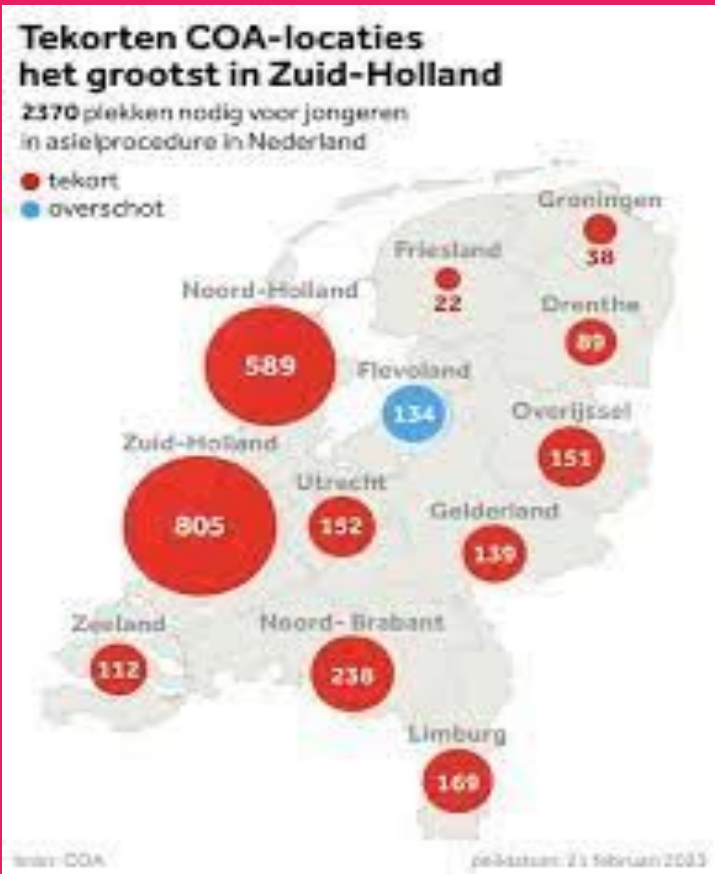 Tekorten COA-locaties
het grootst in Zuid-Holland
2370 plekken nodig voor jongeren
in asielprocedure in Nederland
tekort
overschot
Groningen
38
Friesland
22
Noord-Holland
589
Drenthe
89
Flevoland
134
Overijssel
151
Zuid-Holland
805
Utrecht
152
Gelderland
139
Zeeland
112
Noord-Brabant
238
Limburg
169
bron: COA
peildatum: 21 februari 2023